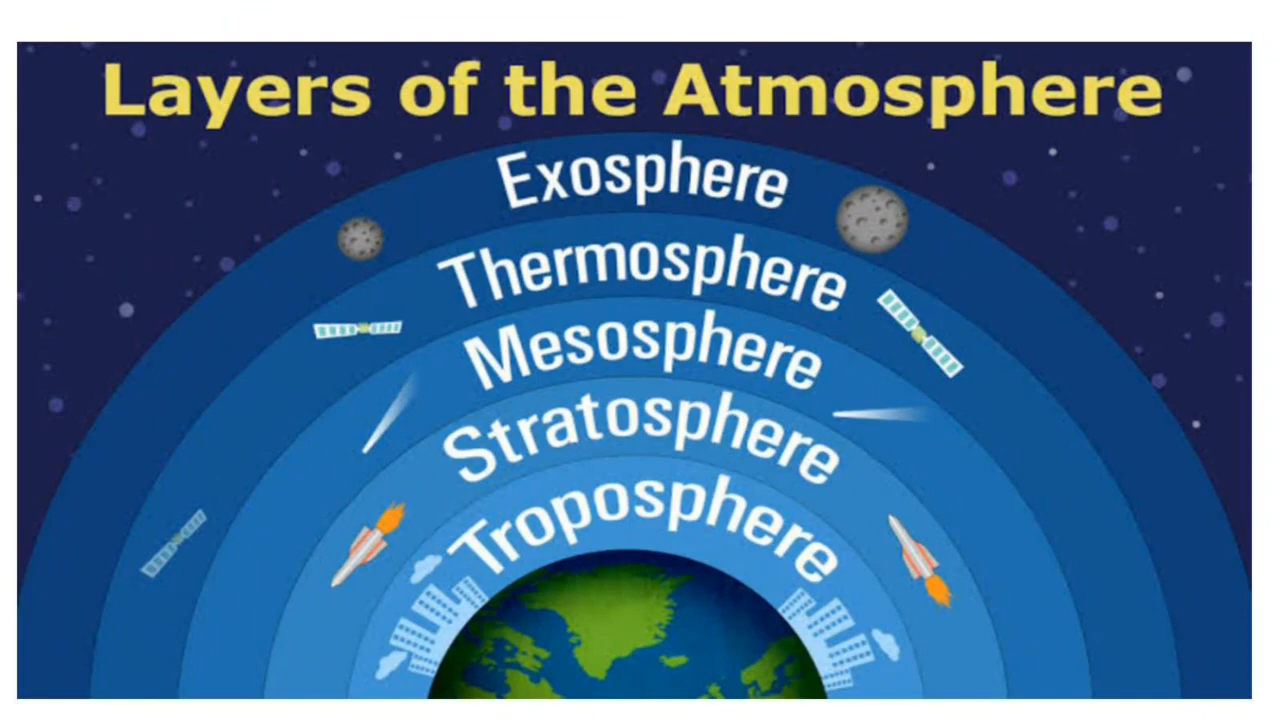 Layers of the Atmosphere
Exosphere
Thermosphere
Mesosphere
Stratosphere
Troposphere